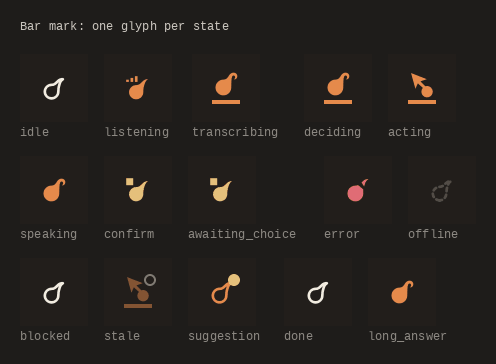 Bar mark: one glyph per state
idle listening transcribing deciding acting
speaking confirm awaiting_choice error offline
blocked stale suggestion done long_answer